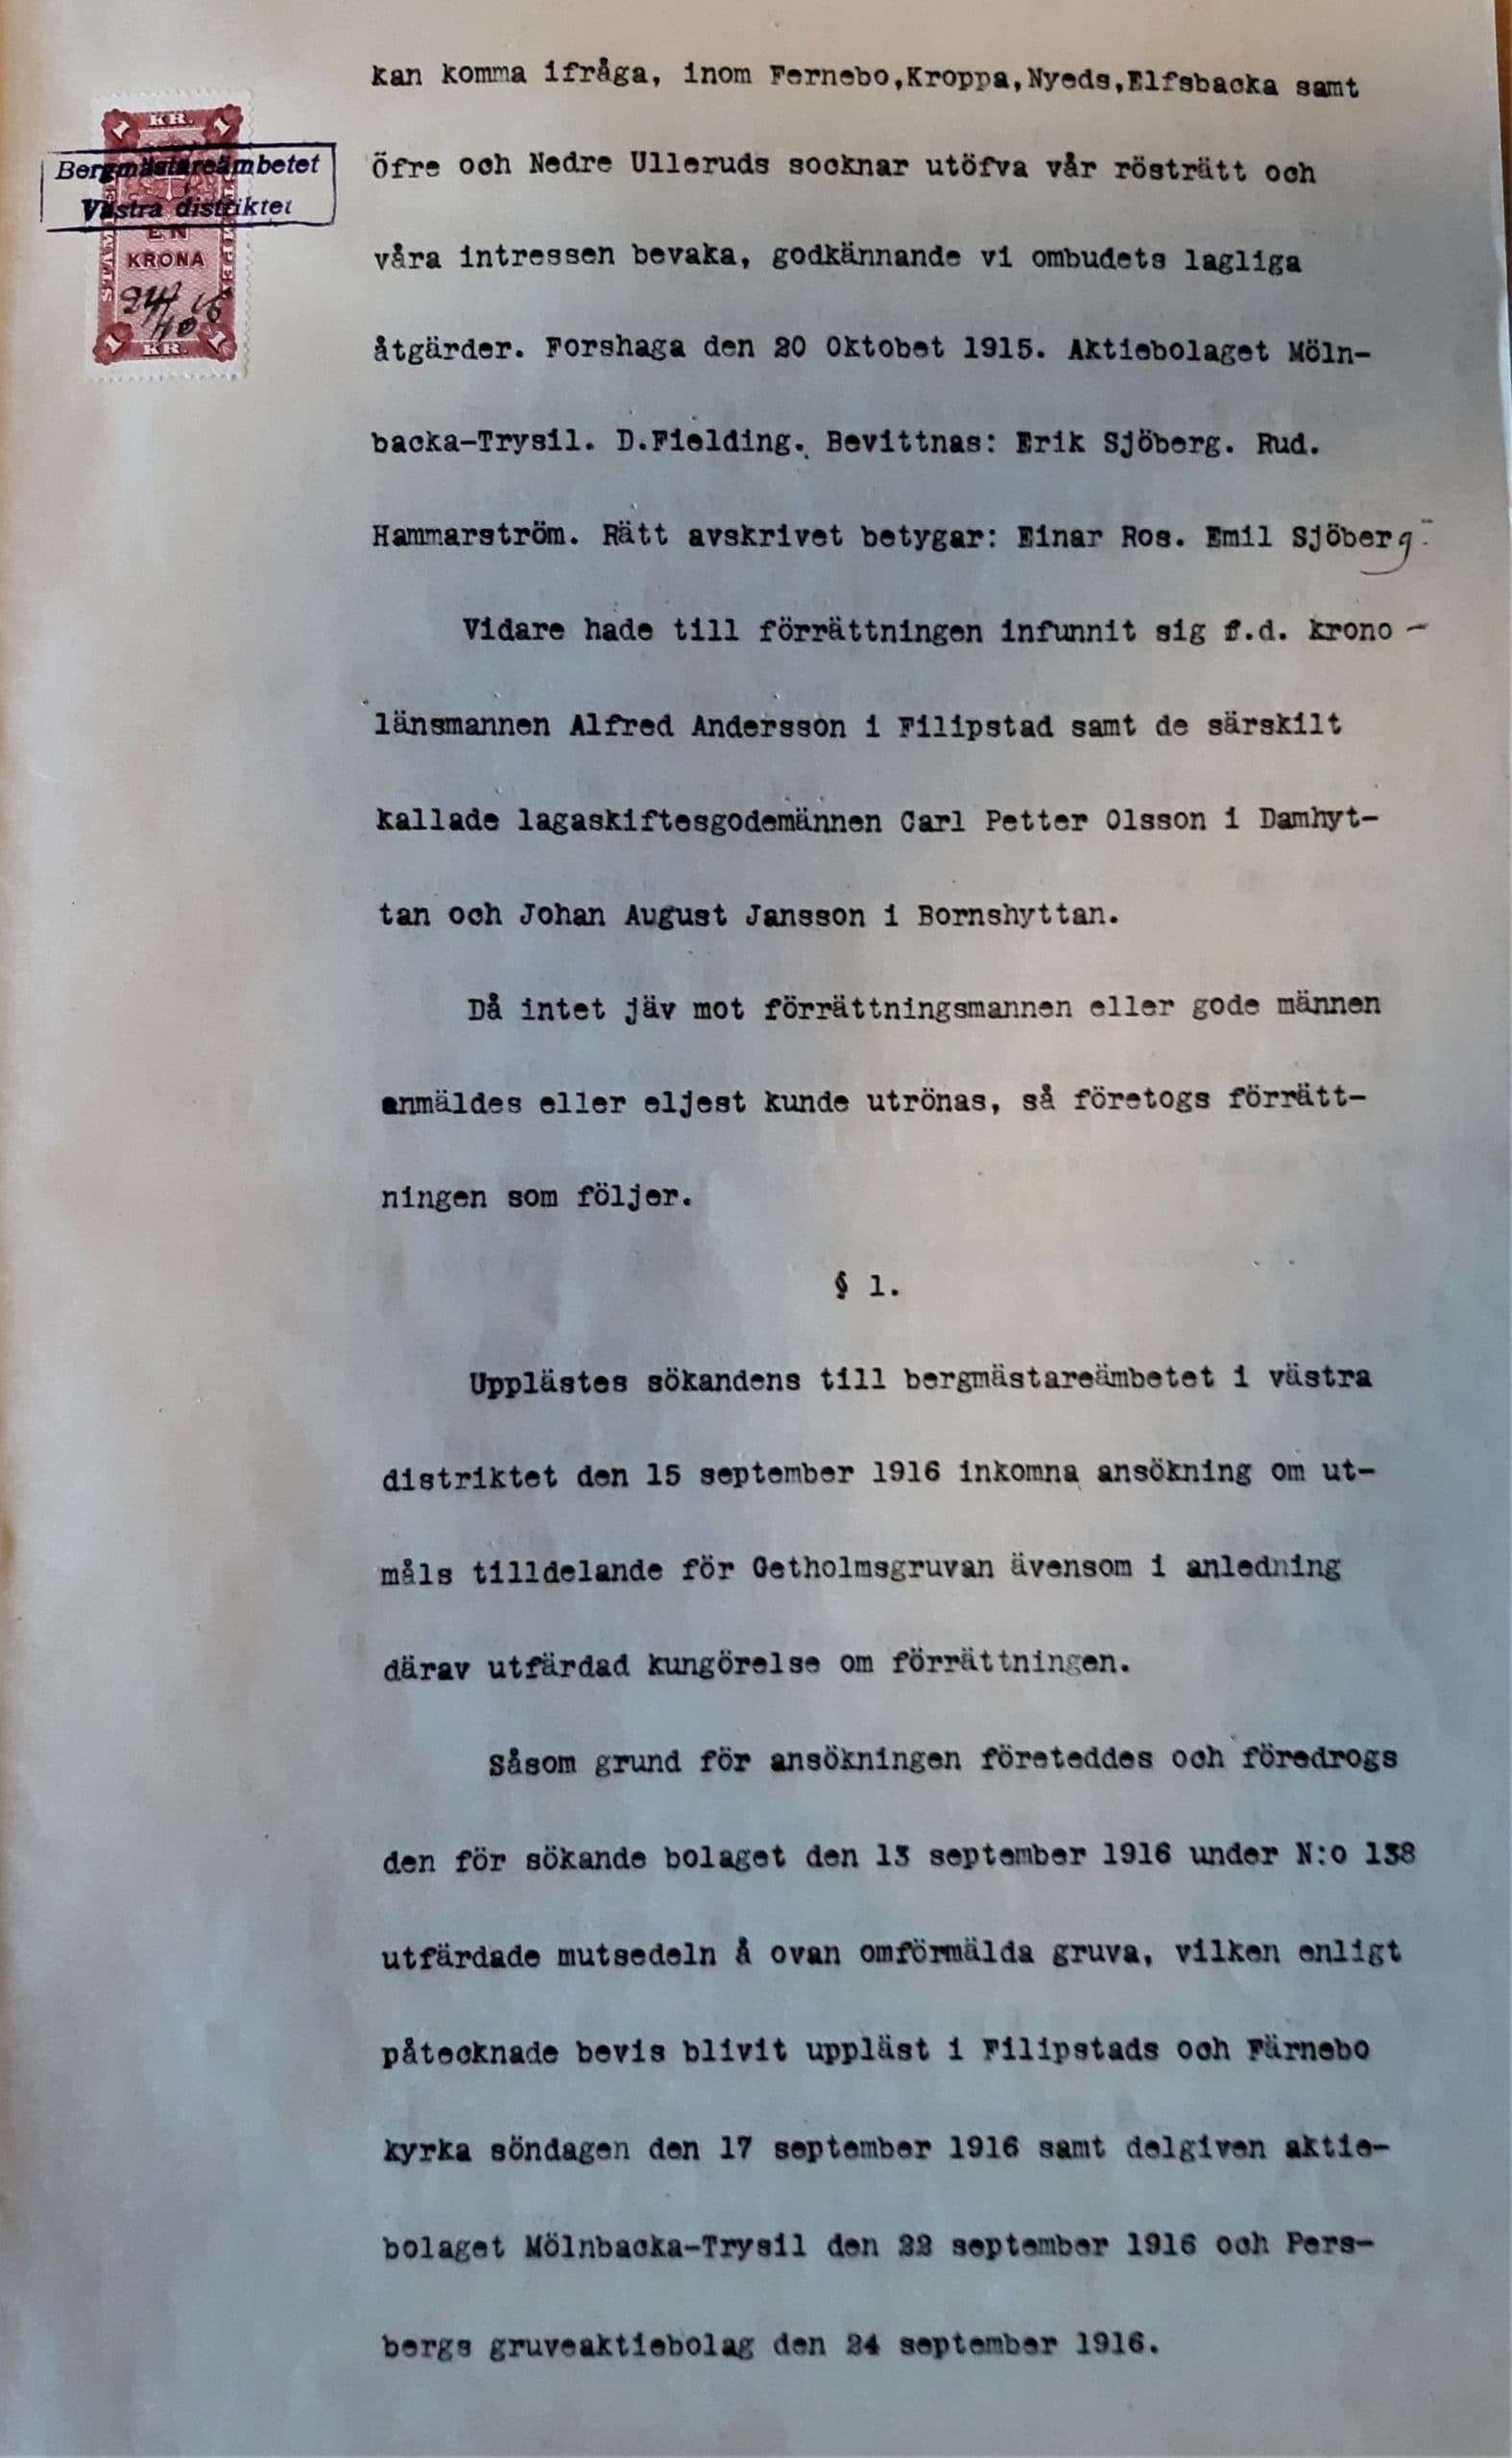 KR.
1 1
Bergmästareämbetet
i
Västra distriktet
EN
KRONA
24/10 16
1 1
KR.
kan komma ifråga, inom Fernebo,Kroppa,Nyeds,Elfsbacka samt
Öfre och Nedre Ulleruds socknar utöfva vår rösträtt och
våra intressen bevaka, godkännande vi ombudets lagliga
åtgärder. Forshaga den 20 Oktobet 1915. Aktiebolaget Möln-
backa-Trysil. D.Fielding. Bevittnas: Erik Sjöberg. Rud.
Hammarström. Rätt avskrivet betygar: Einar Ros. Emil Sjöberg.
Vidare hade till förrättningen infunnit sig f.d. krono-
länsmannen Alfred Andersson i Filipstad samt de särskilt
kallade lagaskiftesgodemännen Carl Petter Olsson i Damhyt-
tan och Johan August Jansson i Bornshyttan.
Då intet jäv mot förrättningsmannen eller gode männen
anmäldes eller eljest kunde utrönas, så företogs förrätt-
ningen som följer.
§ 1.
Upplästes sökandens till bergmästareämbetet i västra
distriktet den 15 september 1916 inkomna ansökning om ut-
måls tilldelande för Getholmsgruvan ävensom i anledning
därav utfärdad kungörelse om förrättningen.
Såsom grund för ansökningen företeddes och föredrogs
den för sökande bolaget den 13 september 1916 under N:o 138
utfärdade mutsedeln å ovan omförmälda gruva, vilken enligt
påtecknade bevis blivit uppläst i Filipstads och Färnebo
kyrka söndagen den 17 september 1916 samt delgiven aktie-
bolaget Mölnbacka-Trysil den 22 september 1916 och Pers-
bergs gruveaktiebolag den 24 september 1916.